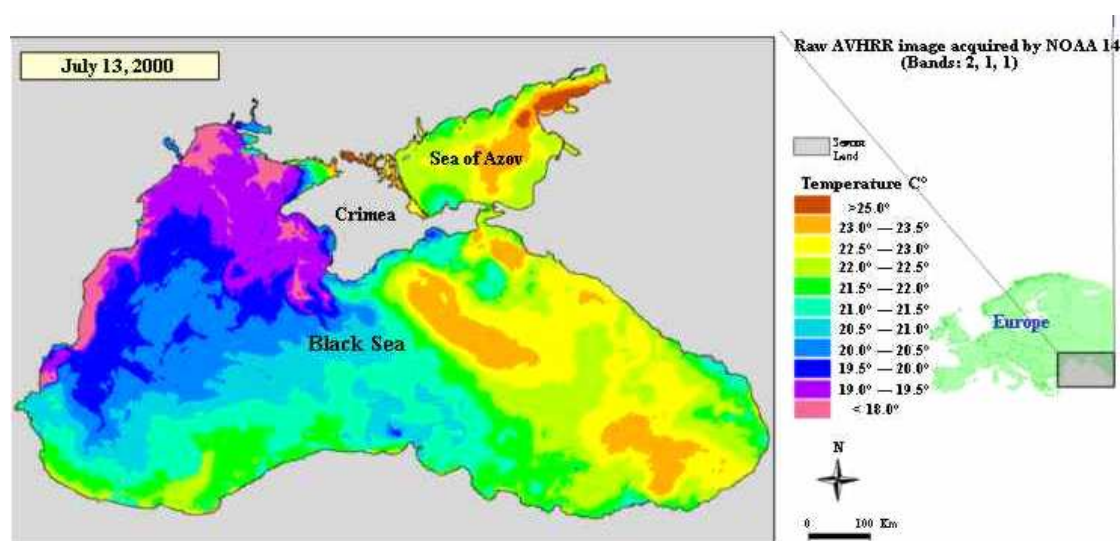 July 13, 2000
Sea of Azov
Crimea
Black Sea
Raw AVHRR image acquired by NOAA 14
(Bands: 2, 1, 1)
Land
Temperature C°
>25.0°
23.0° — 23.5°
22.5° — 23.0°
22.0° — 22.5°
21.5° — 22.0°
21.0° — 21.5°
20.5° — 21.0°
20.0° — 20.5°
19.5° — 20.0°
19.0° — 19.5°
< 18.0°
Europe
N
0 100 Km